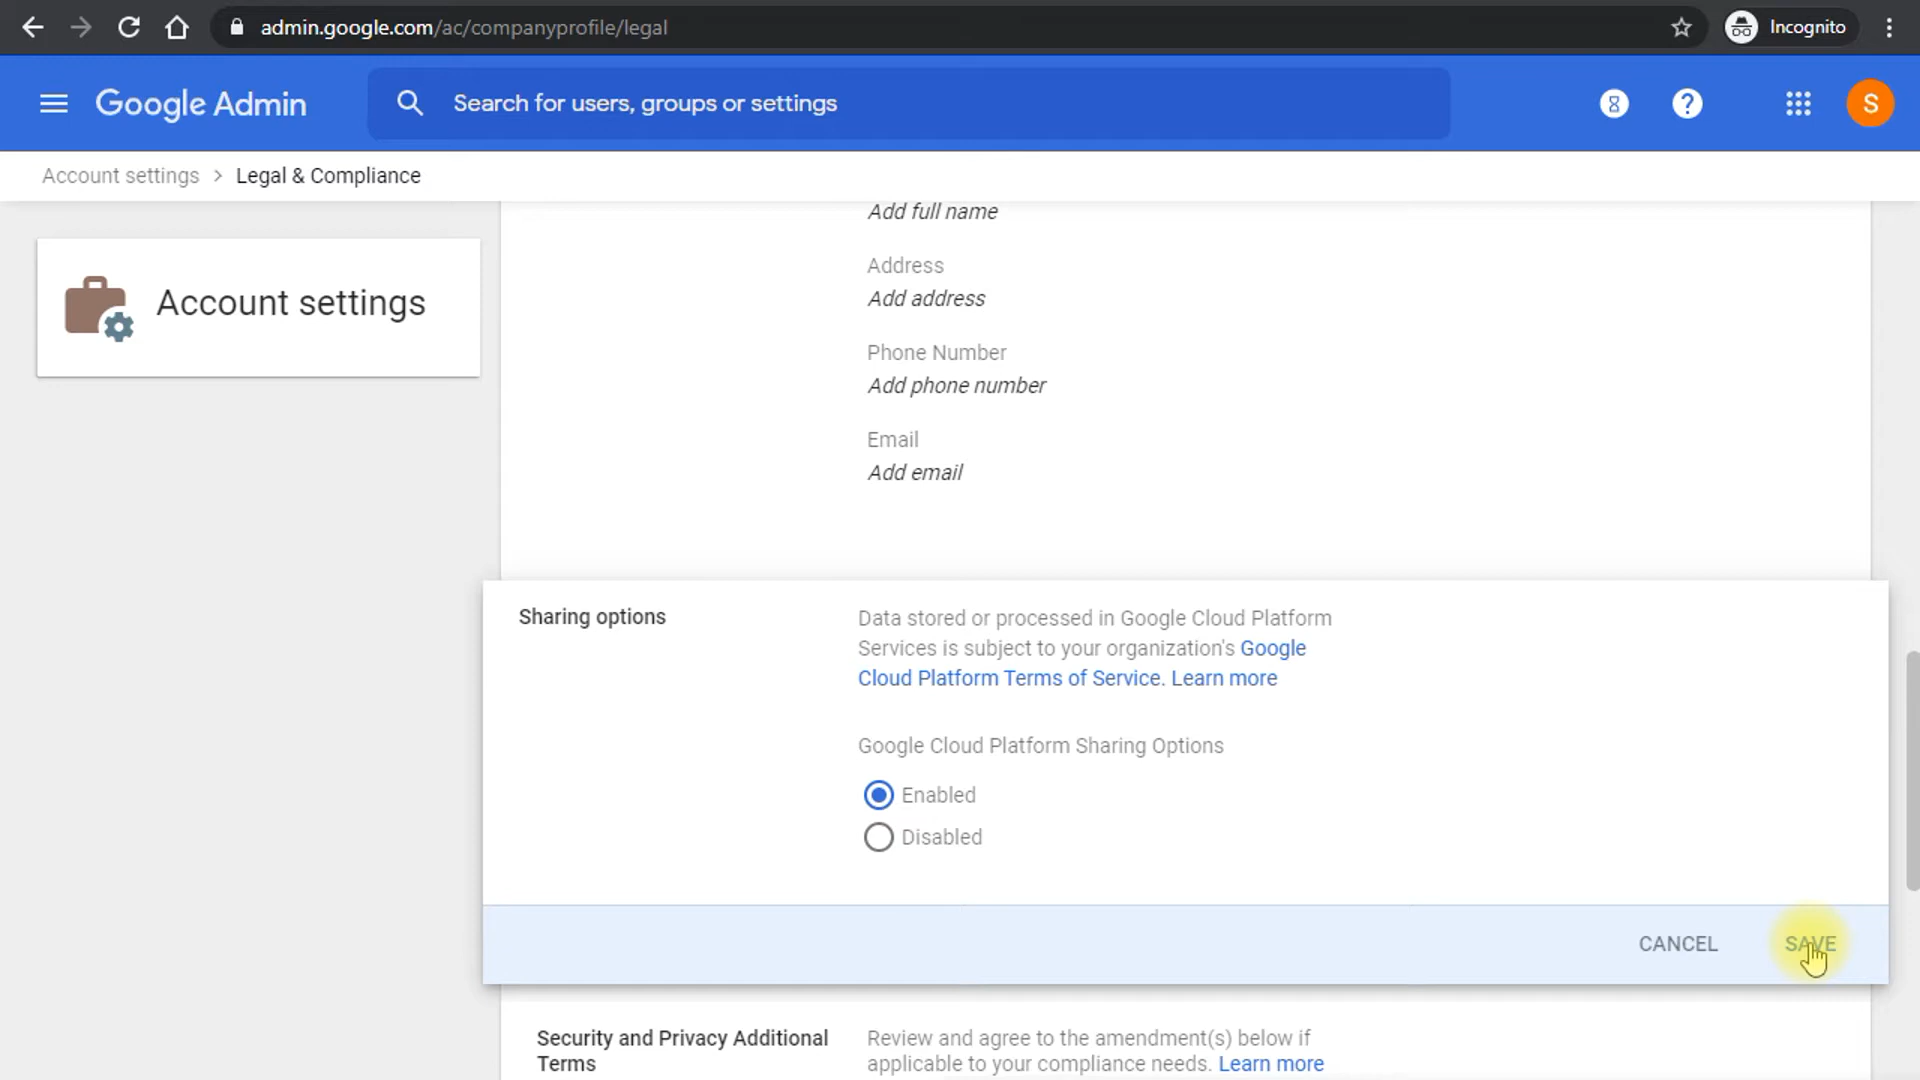 admin.google.com/ac/companyprofile/legal
Incognito
Google Admin
Search for users, groups or settings
S
Account settings > Legal & Compliance
Account settings
Add full name
Address
Add address
Phone Number
Add phone number
Email
Add email
Sharing options
Data stored or processed in Google Cloud Platform
Services is subject to your organization's Google
Cloud Platform Terms of Service. Learn more
Google Cloud Platform Sharing Options
Enabled
Disabled
CANCEL
SAVE
Security and Privacy Additional
Terms
Review and agree to the amendment(s) below if
applicable to your compliance needs. Learn more